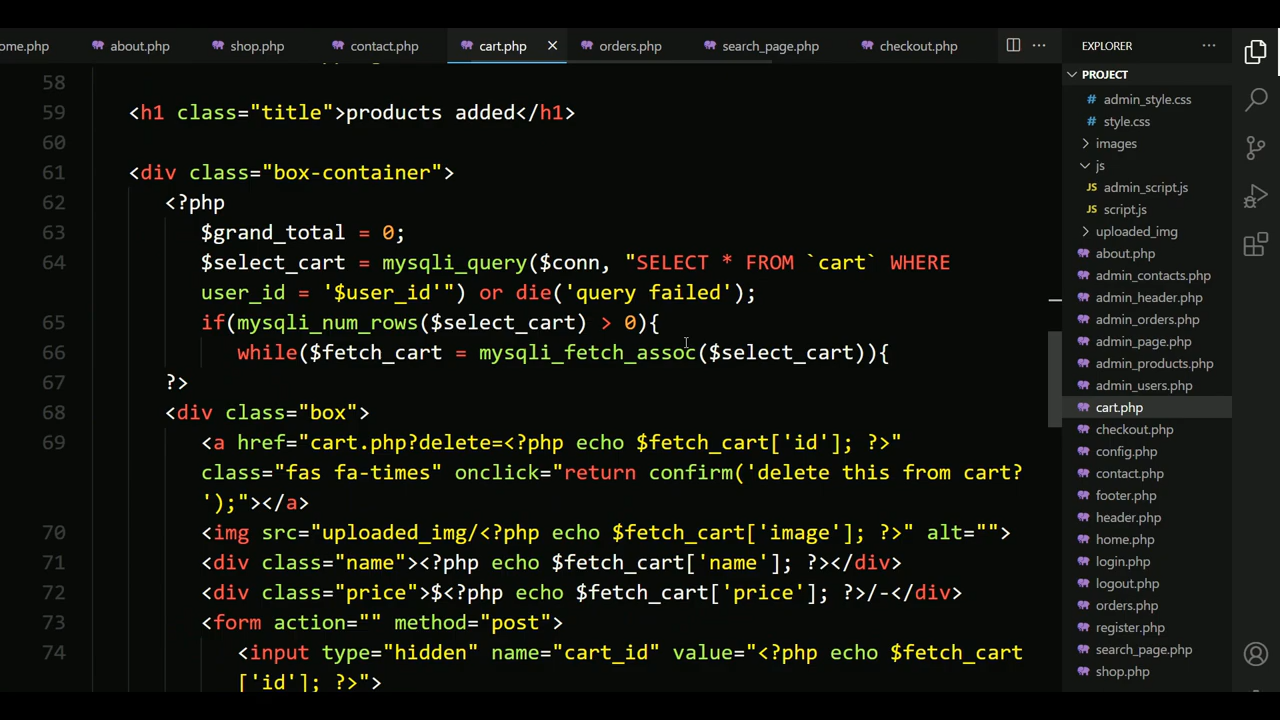 ome.php about.php shop.php contact.php cart.php orders.php search_page.php checkout.php
58
59 <h1 class="title">products added</h1>
60
61 <div class="box-container">
62 <?php
63 $grand_total = 0;
64 $select_cart = mysqli_query($conn, "SELECT * FROM `cart` WHERE
user_id = '$user_id'") or die('query failed');
65 if(mysqli_num_rows($select_cart) > 0){
66 while($fetch_cart = mysqli_fetch_assoc($select_cart)){
67 ?>
68 <div class="box">
69 <a href="cart.php?delete=<?php echo $fetch_cart['id']; ?>"
class="fas fa-times" onclick="return confirm('delete this from cart?
');"></a>
70 <img src="uploaded_img/<?php echo $fetch_cart['image']; ?>" alt="">
71 <div class="name"><?php echo $fetch_cart['name']; ?></div>
72 <div class="price">$<?php echo $fetch_cart['price']; ?>/-</div>
73 <form action="" method="post">
74 <input type="hidden" name="cart_id" value="<?php echo $fetch_cart
['id']; ?>">
EXPLORER
PROJECT
admin_style.css
style.css
images
js
JS admin_script.js
JS script.js
uploaded_img
about.php
admin_contacts.php
admin_header.php
admin_orders.php
admin_page.php
admin_products.php
admin_users.php
cart.php
checkout.php
config.php
contact.php
footer.php
header.php
home.php
login.php
logout.php
orders.php
register.php
search_page.php
shop.php